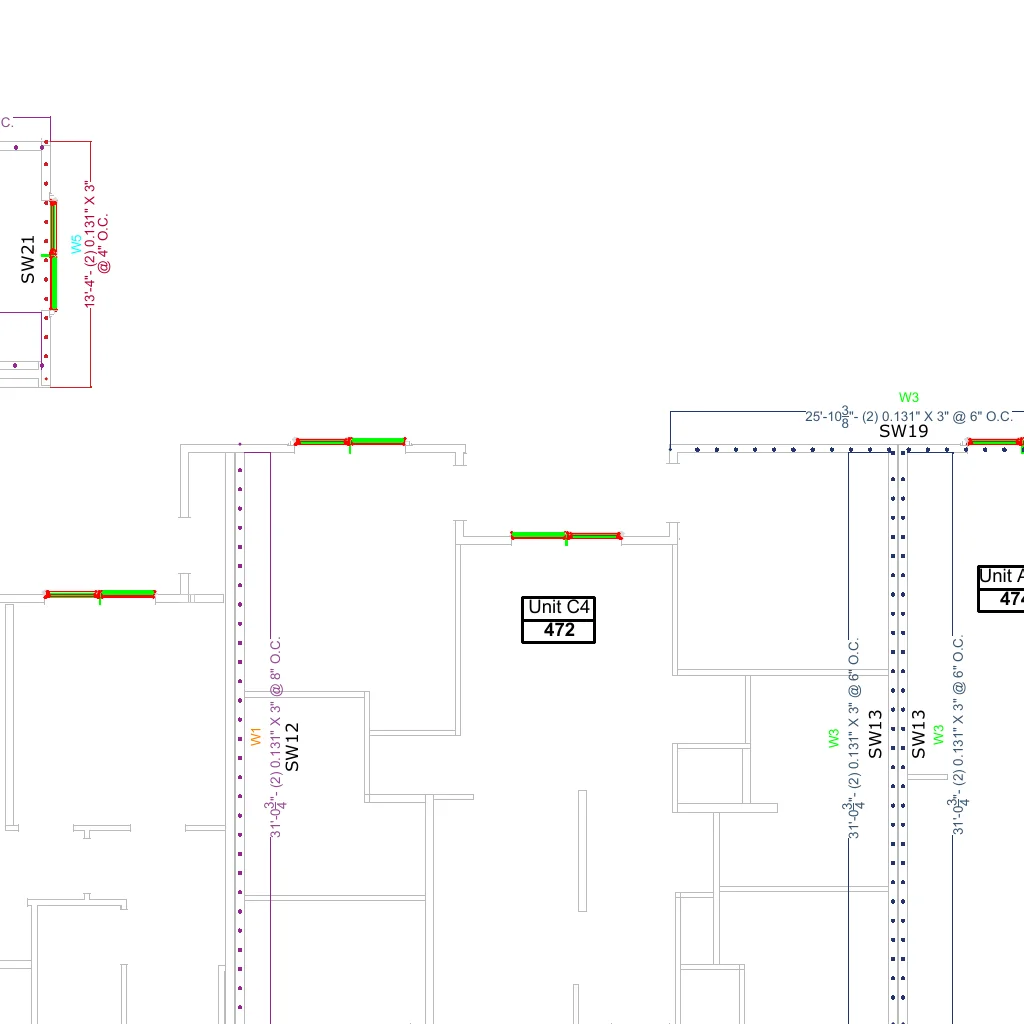 C.
SW21
W5
13'-4"- (2) 0.131" X 3"
@ 4" O.C.
W3
25'-10 3/8"- (2) 0.131" X 3" @ 6" O.C.
SW19
Unit C4
472
Unit A
474
W1
31'-0 3/4"- (2) 0.131" X 3" @ 8" O.C.
SW12
W3
31'-0 3/4"- (2) 0.131" X 3" @ 6" O.C.
SW13
SW13
W3
31'-0 3/4"- (2) 0.131" X 3" @ 6" O.C.